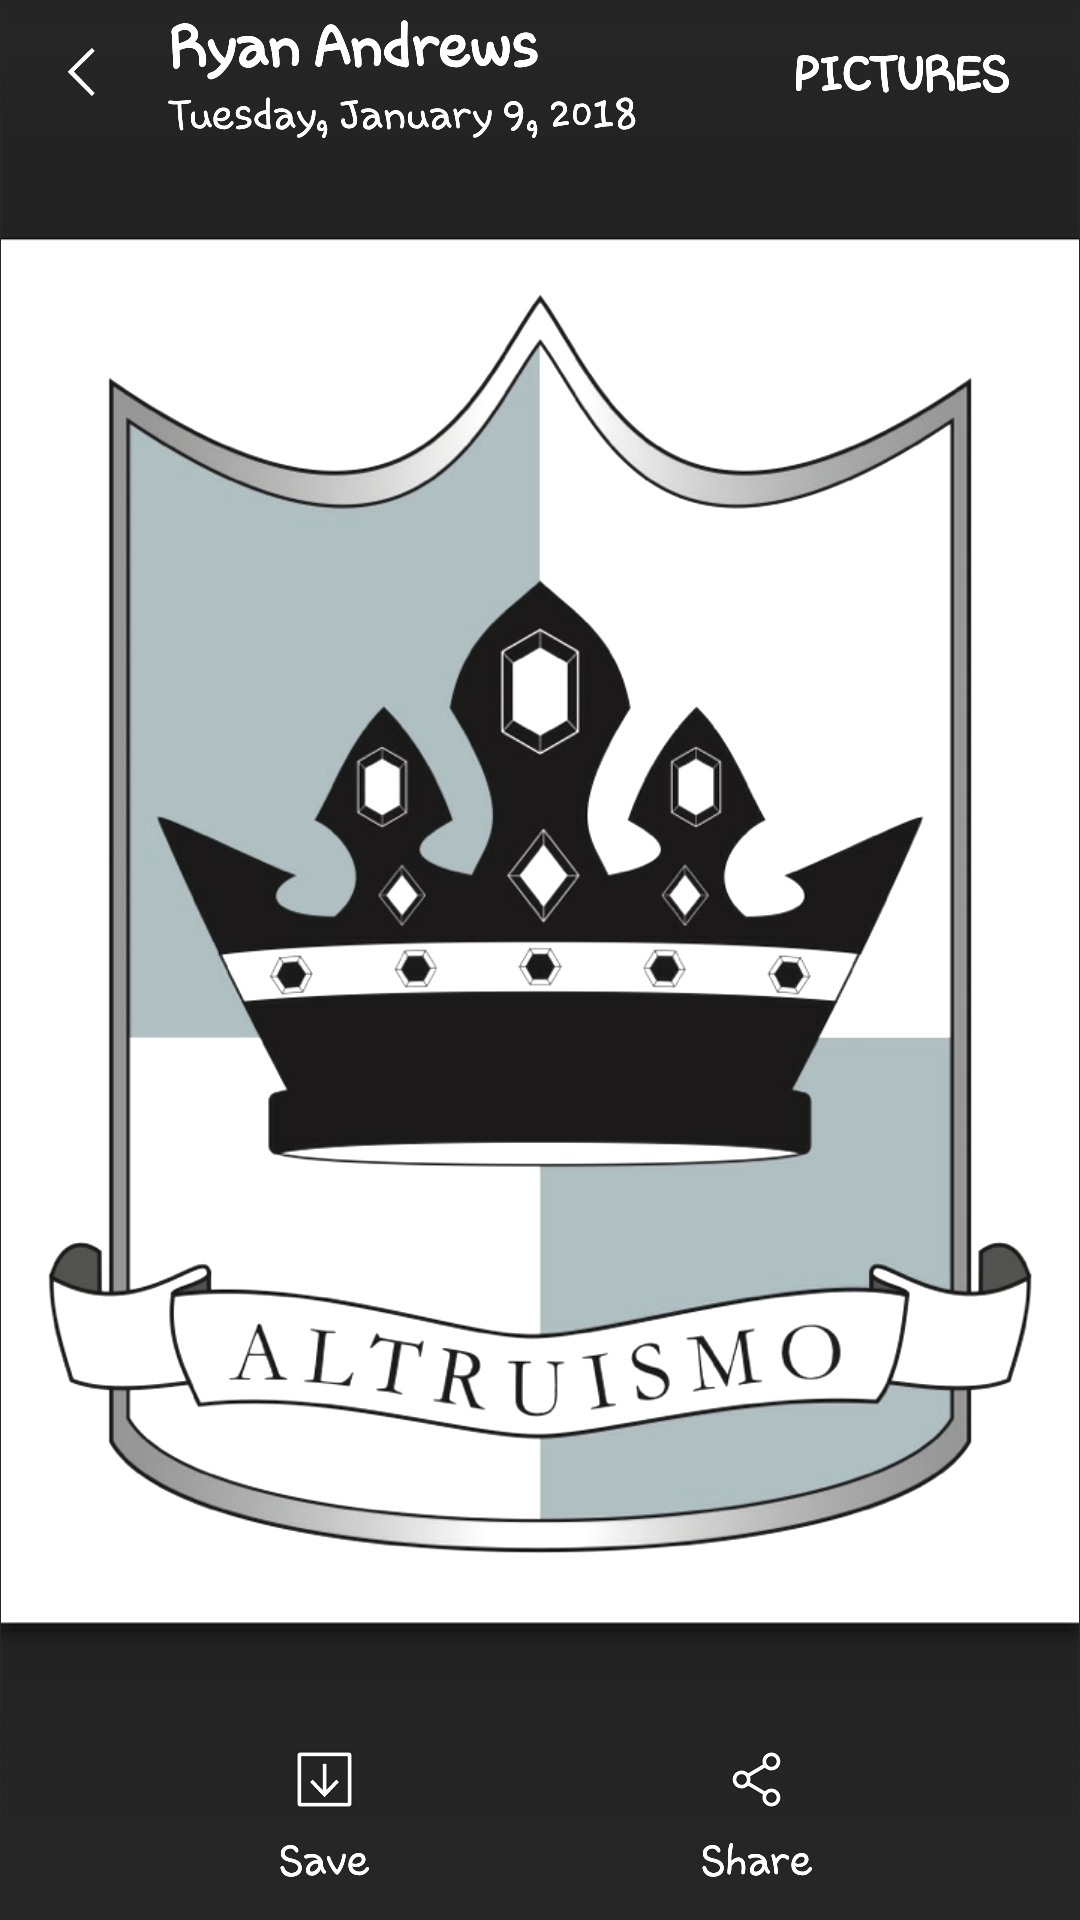 Ryan Andrews
PICTURES
Tuesday, January 9, 2018
ALTRUISMO
Save
Share